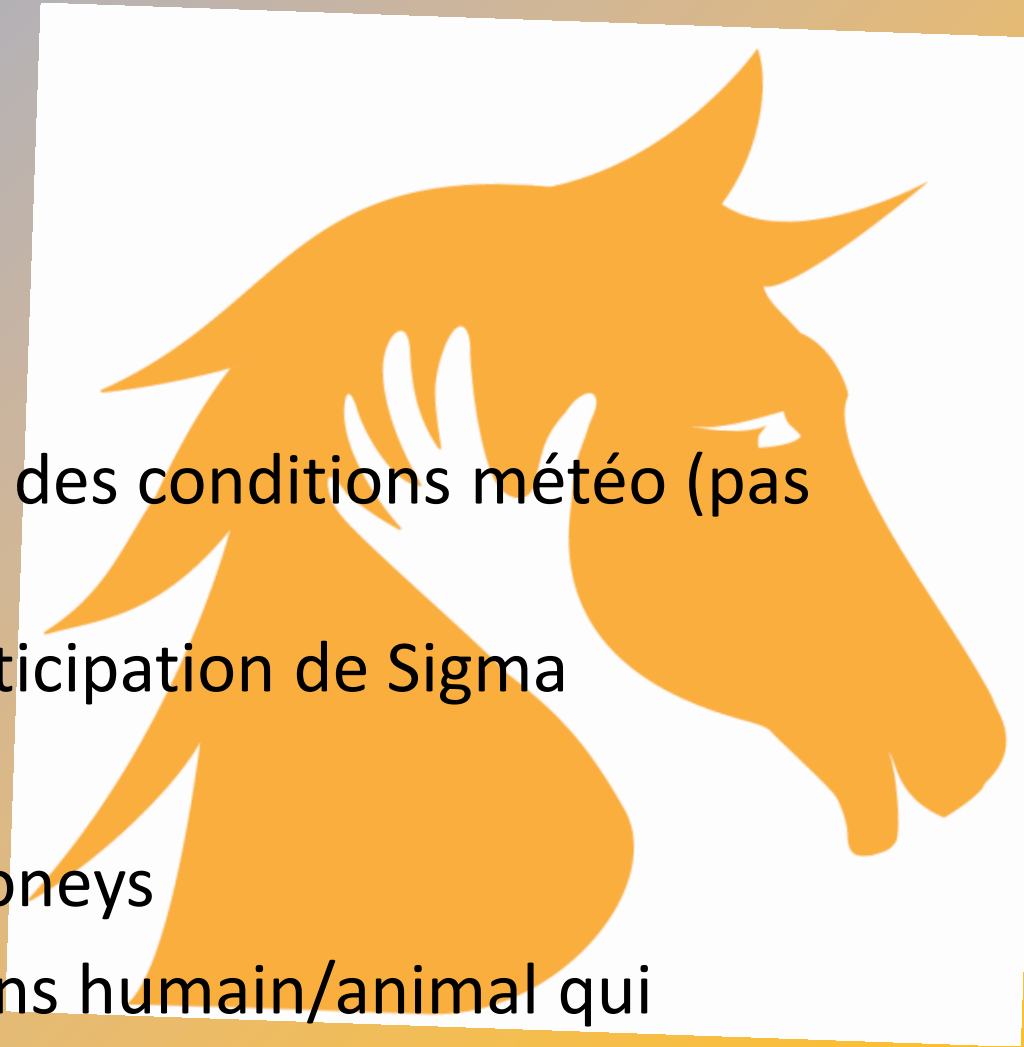 des conditions météo (pas
ticipation de Sigma
oneys
ns humain/animal qui